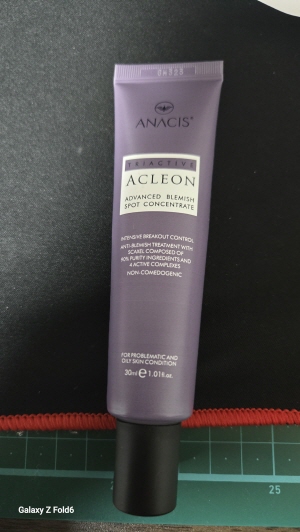 ANACIS®
TRIACTIVE
ACLEON
ADVANCED BLEMISH
SPOT CONCENTRATE
INTENSIVE BREAKOUT CONTROL
ANTI-BLEMISH TREATMENT WITH
SCAXEL COMPOSED OF
90% PURITY INGREDIENTS AND
4 ACTIVE COMPLEXES
NON-COMEDOGENIC
FOR PROBLEMATIC AND
OILY SKIN CONDITION
30ml ℮ 1.01fl.oz.
25
Galaxy Z Fold6